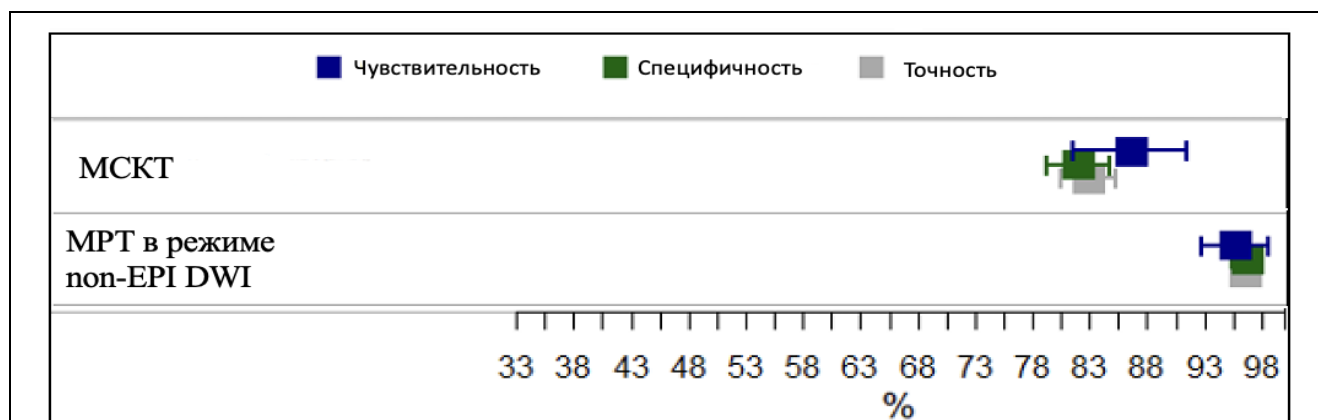 Чувствительность Специфичность Точность
МСКТ
МРТ в режиме
non-EPI DWI
33 38 43 48 53 58 63 68 73 78 83 88 93 98
%